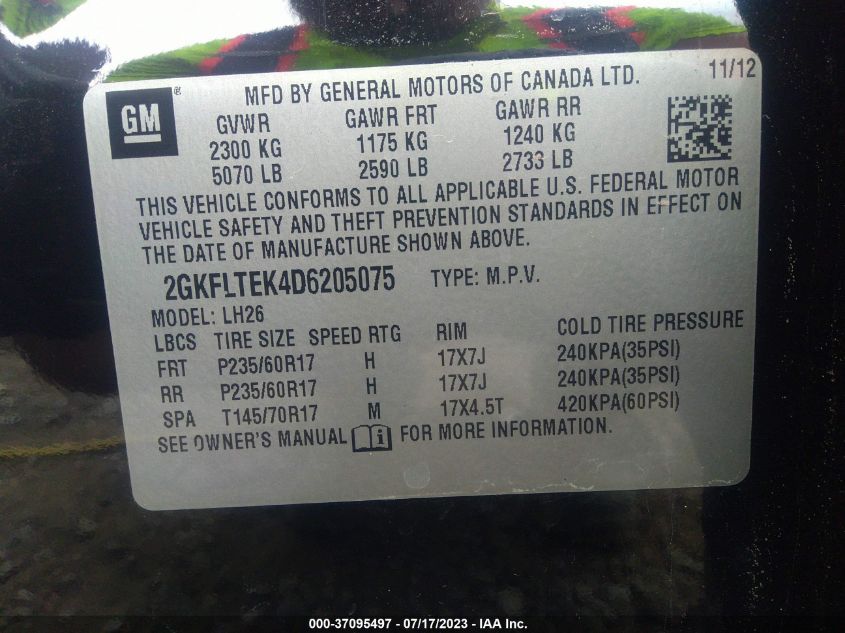 GM ®
MFD BY GENERAL MOTORS OF CANADA LTD. 11/12
GVWR GAWR FRT GAWR RR
2300 KG 1175 KG 1240 KG
5070 LB 2590 LB 2733 LB
THIS VEHICLE CONFORMS TO ALL APPLICABLE U.S. FEDERAL MOTOR
VEHICLE SAFETY AND THEFT PREVENTION STANDARDS IN EFFECT ON
THE DATE OF MANUFACTURE SHOWN ABOVE.
2GKFLTEK4D6205075 TYPE: M.P.V.
MODEL: LH26
LBCS TIRE SIZE SPEED RTG RIM COLD TIRE PRESSURE
FRT P235/60R17 H 17X7J 240KPA(35PSI)
RR P235/60R17 H 17X7J 240KPA(35PSI)
SPA T145/70R17 M 17X4.5T 420KPA(60PSI)
SEE OWNER'S MANUAL i FOR MORE INFORMATION.
000-37095497 - 07/17/2023 - IAA Inc.